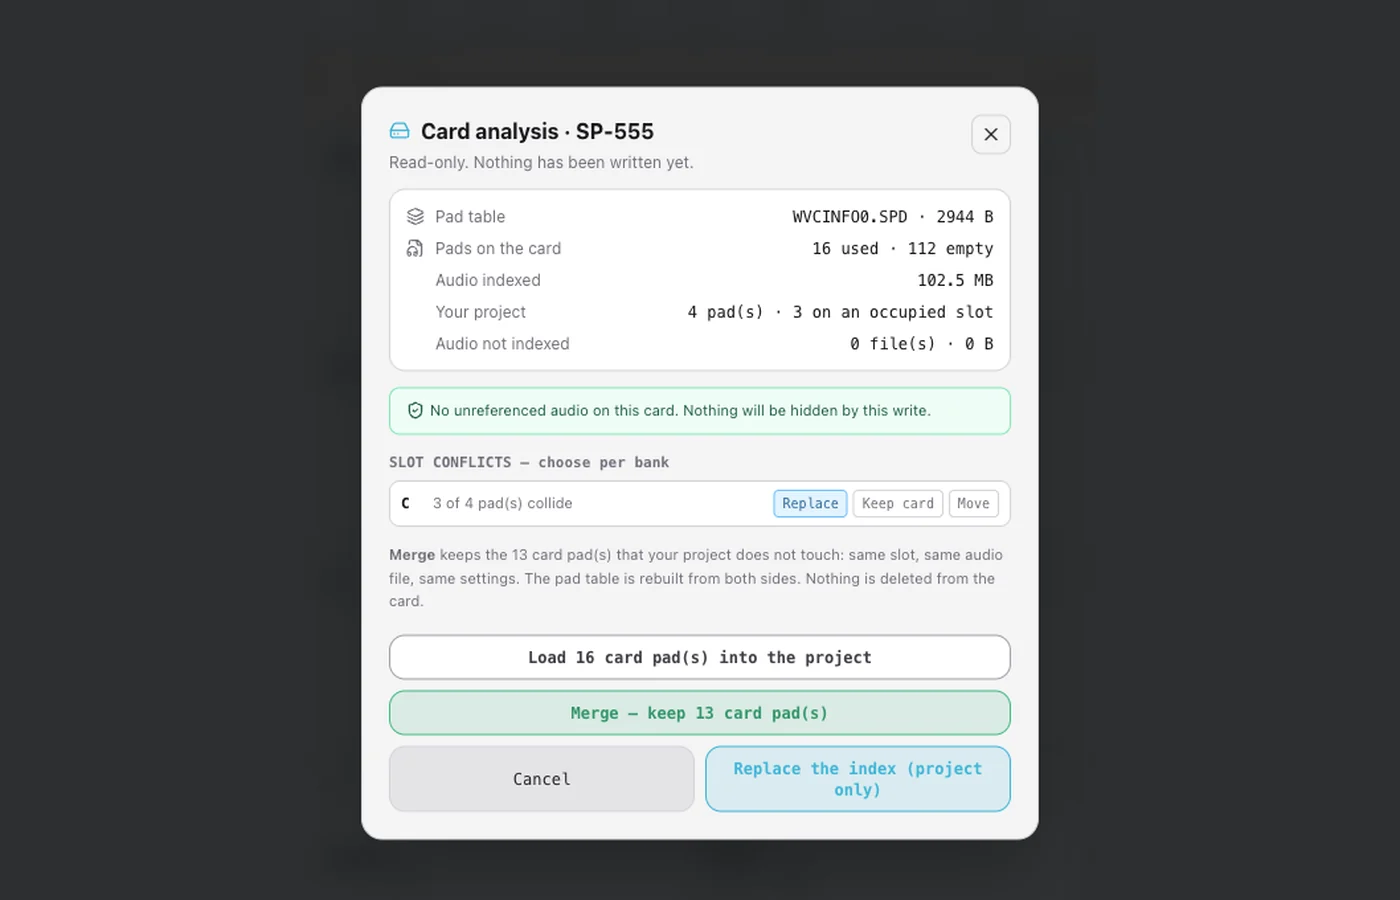 Card analysis · SP-555
Read-only. Nothing has been written yet.
Pad table WVCINFO0.SPD · 2944 B
Pads on the card 16 used · 112 empty
Audio indexed 102.5 MB
Your project 4 pad(s) · 3 on an occupied slot
Audio not indexed 0 file(s) · 0 B
No unreferenced audio on this card. Nothing will be hidden by this write.
SLOT CONFLICTS — choose per bank
C 3 of 4 pad(s) collide Replace Keep card Move
Merge keeps the 13 card pad(s) that your project does not touch: same slot, same audio
file, same settings. The pad table is rebuilt from both sides. Nothing is deleted from the
card.
Load 16 card pad(s) into the project
Merge — keep 13 card pad(s)
Cancel
Replace the index (project
only)